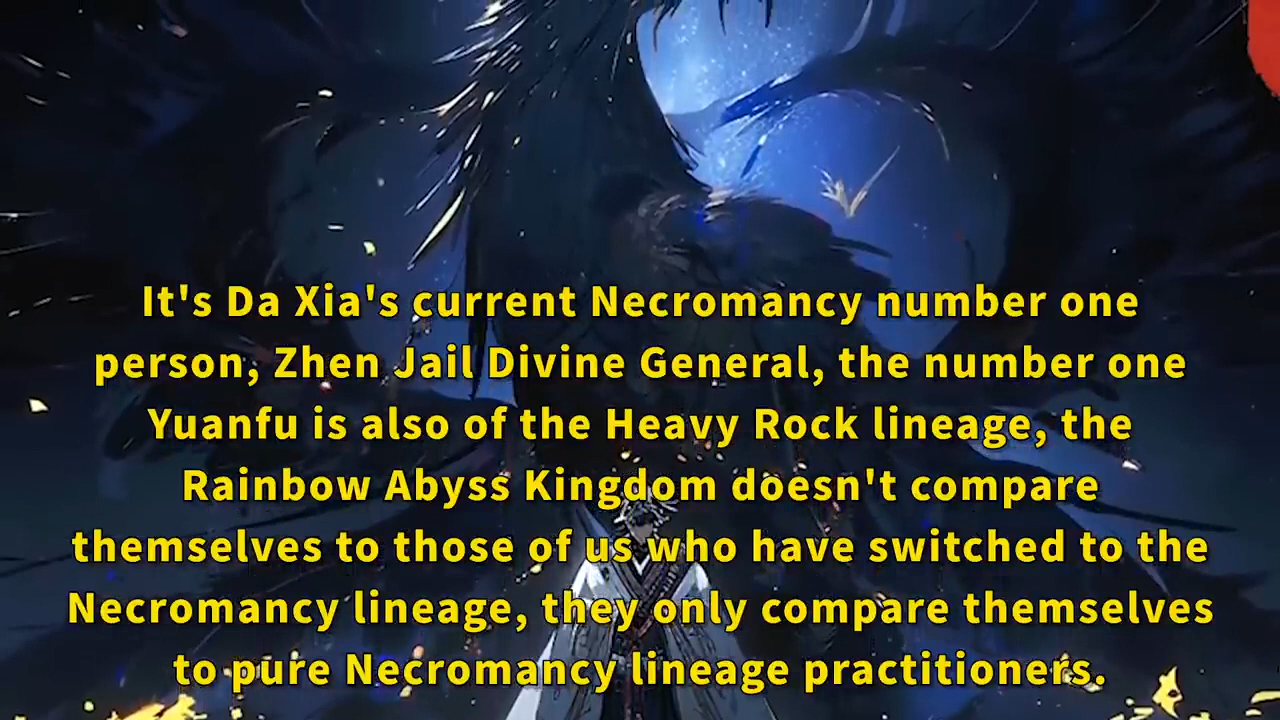 It's Da Xia's current Necromancy number one
person, Zhen Jail Divine General, the number one
Yuanfu is also of the Heavy Rock lineage, the
Rainbow Abyss Kingdom doesn't compare
themselves to those of us who have switched to the
Necromancy lineage, they only compare themselves
to pure Necromancy lineage practitioners.